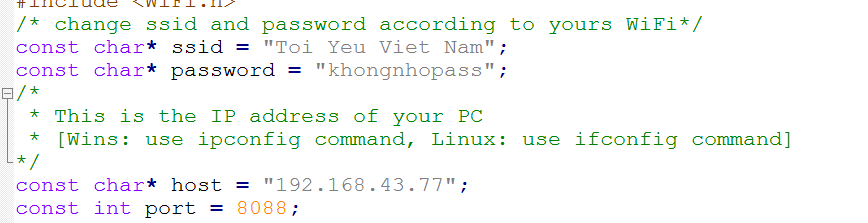 #include <WiFi.h>
/* change ssid and password according to yours WiFi*/
const char* ssid = "Toi Yeu Viet Nam";
const char* password = "khongnhopass";
/*
* This is the IP address of your PC
* [Wins: use ipconfig command, Linux: use ifconfig command]
*/
const char* host = "192.168.43.77";
const int port = 8088;